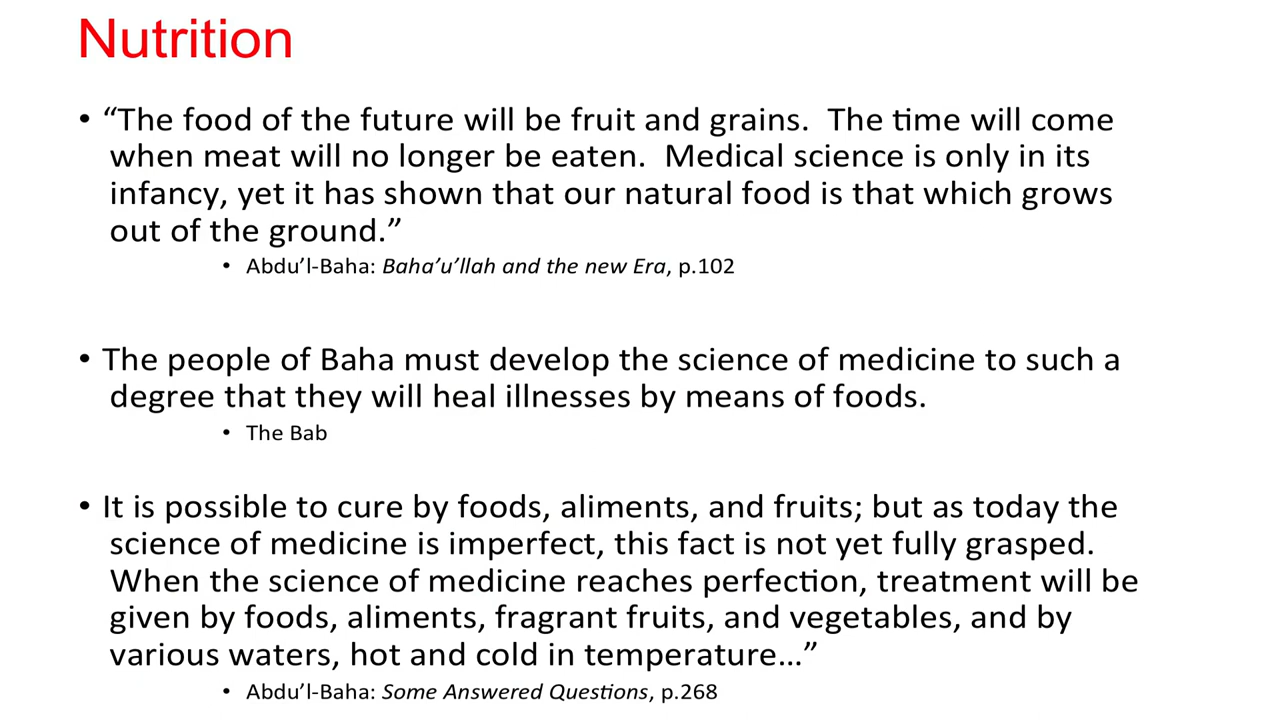 Nutrition
• “The food of the future will be fruit and grains.  The time will come
when meat will no longer be eaten.  Medical science is only in its
infancy, yet it has shown that our natural food is that which grows
out of the ground.”
• Abdu’l-Baha: Baha’u’llah and the new Era, p.102
• The people of Baha must develop the science of medicine to such a
degree that they will heal illnesses by means of foods.
• The Bab
• It is possible to cure by foods, aliments, and fruits; but as today the
science of medicine is imperfect, this fact is not yet fully grasped.
When the science of medicine reaches perfection, treatment will be
given by foods, aliments, fragrant fruits, and vegetables, and by
various waters, hot and cold in temperature…”
• Abdu’l-Baha: Some Answered Questions, p.268